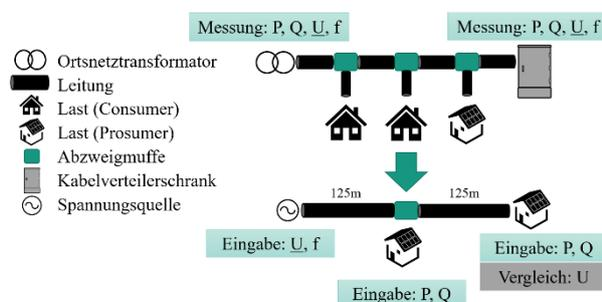 Messung: P, Q, U, f
Messung: P, Q, U, f
Ortsnetztransformator
Leitung
Last (Consumer)
Last (Prosumer)
Abzweigmuffe
Kabelverteilerschrank
Spannungsquelle
125m
125m
Eingabe: U, f
Eingabe: P, Q
Eingabe: P, Q
Vergleich: U